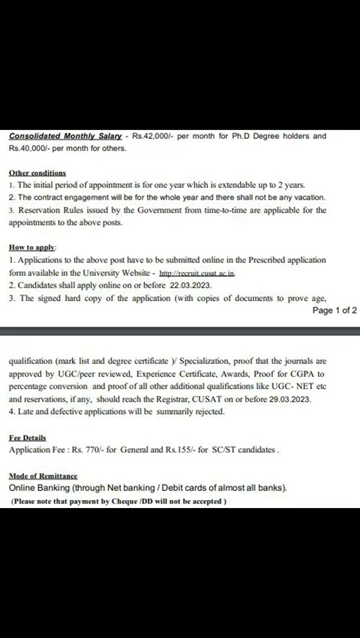 Consolidated Monthly Salary - Rs.42,000/- per month for Ph.D Degree holders and
Rs.40,000/- per month for others.
Other conditions
1. The initial period of appointment is for one year which is extendable up to 2 years.
2. The contract engagement will be for the whole year and there shall not be any vacation.
3. Reservation Rules issued by the Government from time-to-time are applicable for the
appointments to the above posts.
How to apply:
1. Applications to the above post have to be submitted online in the Prescribed application
form available in the University Website - http://recruit.cusat.ac.in.
2. Candidates shall apply online on or before 22.03.2023.
3. The signed hard copy of the application (with copies of documents to prove age,
Page 1 of 2
qualification (mark list and degree certificate )/ Specialization, proof that the journals are
approved by UGC/peer reviewed, Experience Certificate, Awards, Proof for CGPA to
percentage conversion and proof of all other additional qualifications like UGC- NET etc
and reservations, if any, should reach the Registrar, CUSAT on or before 29.03.2023.
4. Late and defective applications will be summarily rejected.
Fee Details
Application Fee : Rs. 770/- for General and Rs.155/- for SC/ST candidates .
Mode of Remittance
Online Banking (through Net banking / Debit cards of almost all banks).
(Please note that payment by Cheque /DD will not be accepted )